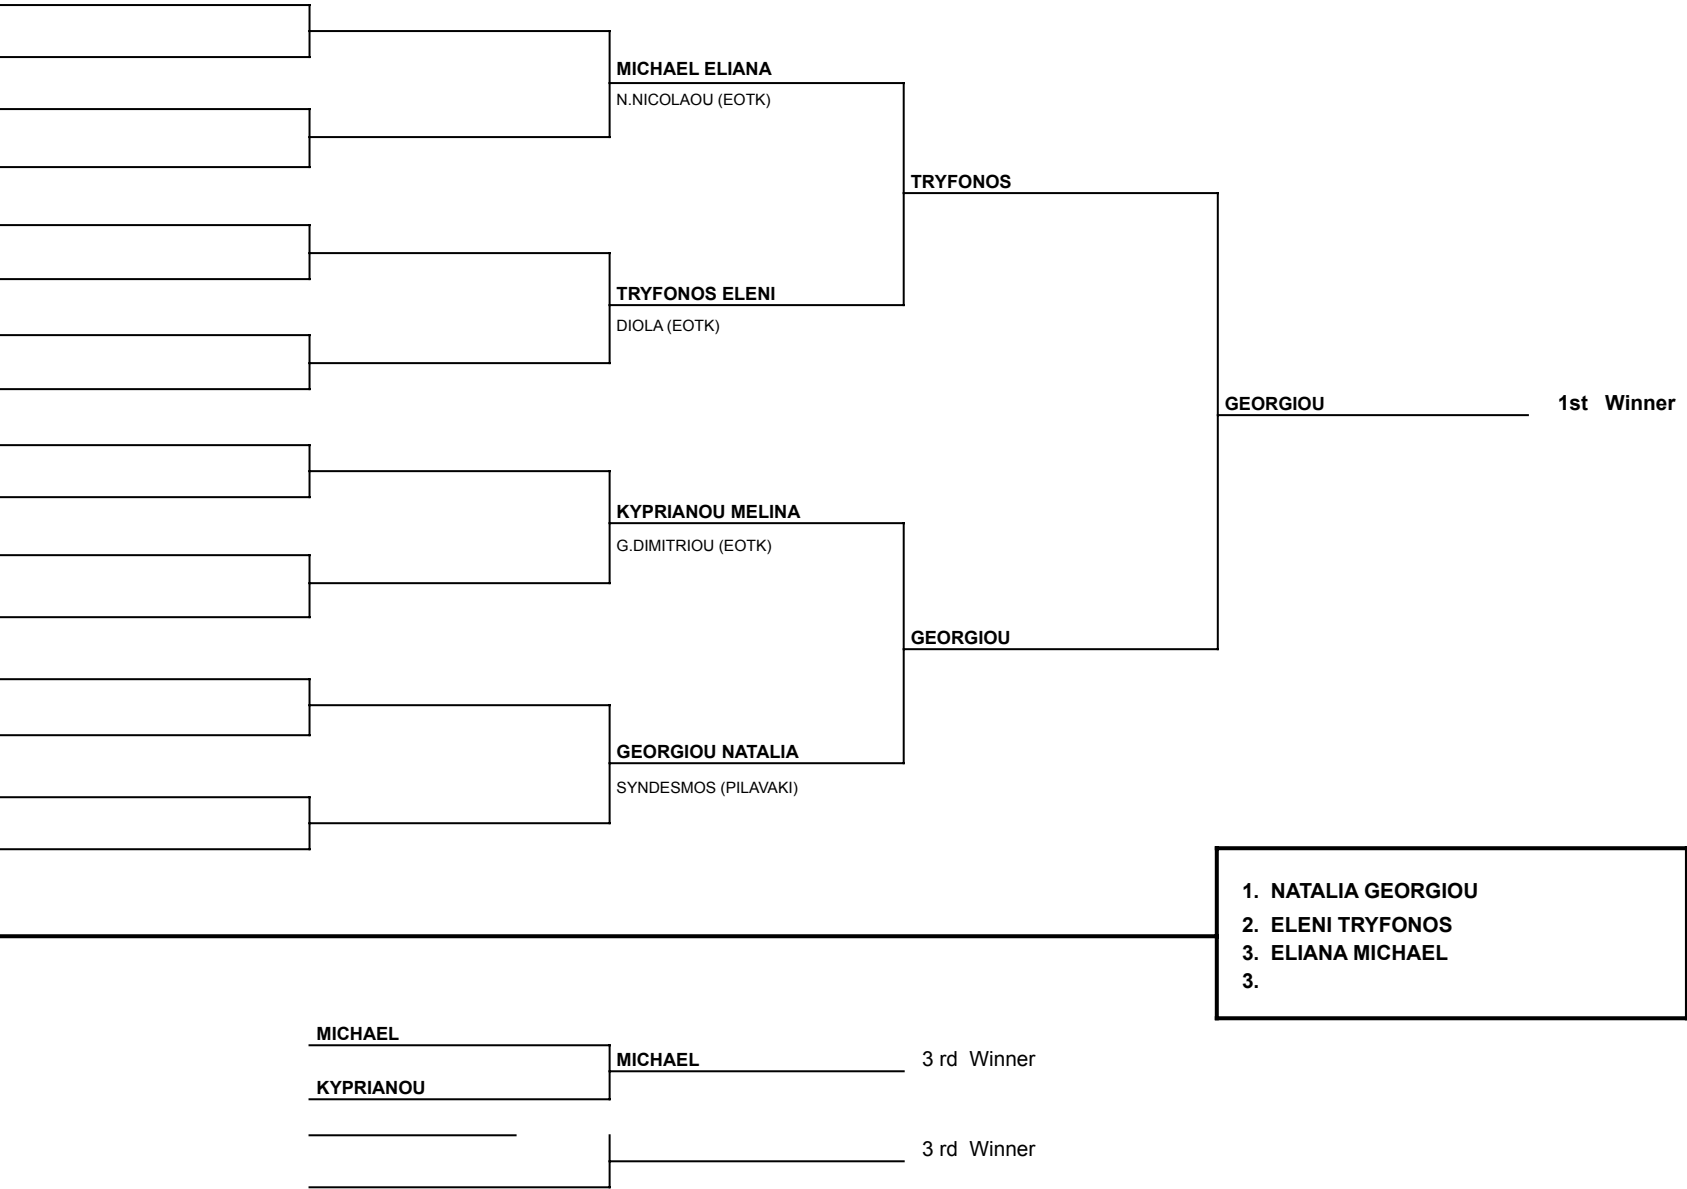 MICHAEL ELIANA
N.NICOLAOU (EOTK)
TRYFONOS
TRYFONOS ELENI
DIOLA (EOTK)
GEORGIOU
1st Winner
KYPRIANOU MELINA
G.DIMITRIOU (EOTK)
GEORGIOU
GEORGIOU NATALIA
SYNDESMOS (PILAVAKI)
1. NATALIA GEORGIOU
2. ELENI TRYFONOS
3. ELIANA MICHAEL
3.
MICHAEL
MICHAEL
3 rd Winner
KYPRIANOU
3 rd Winner